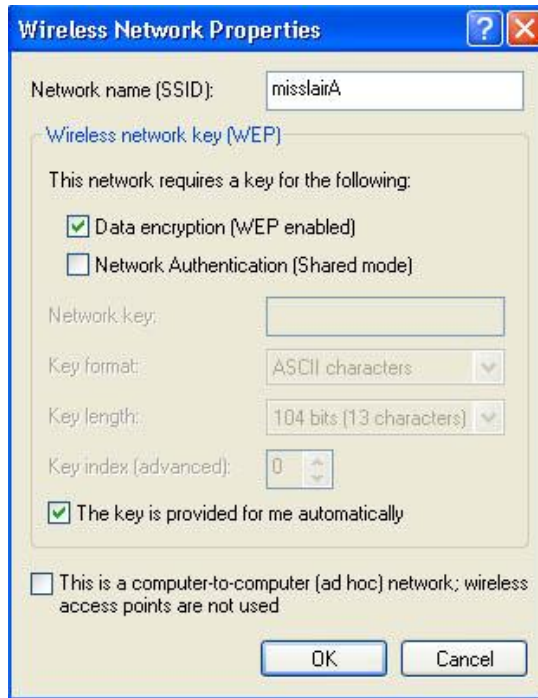 Wireless Network Properties
Network name (SSID): misslairA
Wireless network key (WEP)
This network requires a key for the following:
Data encryption (WEP enabled)
Network Authentication (Shared mode)
Network key:
Key format: ASCII characters
Key length: 104 bits (13 characters)
Key index (advanced): 0
The key is provided for me automatically
This is a computer-to-computer (ad hoc) network; wireless
access points are not used
OK Cancel